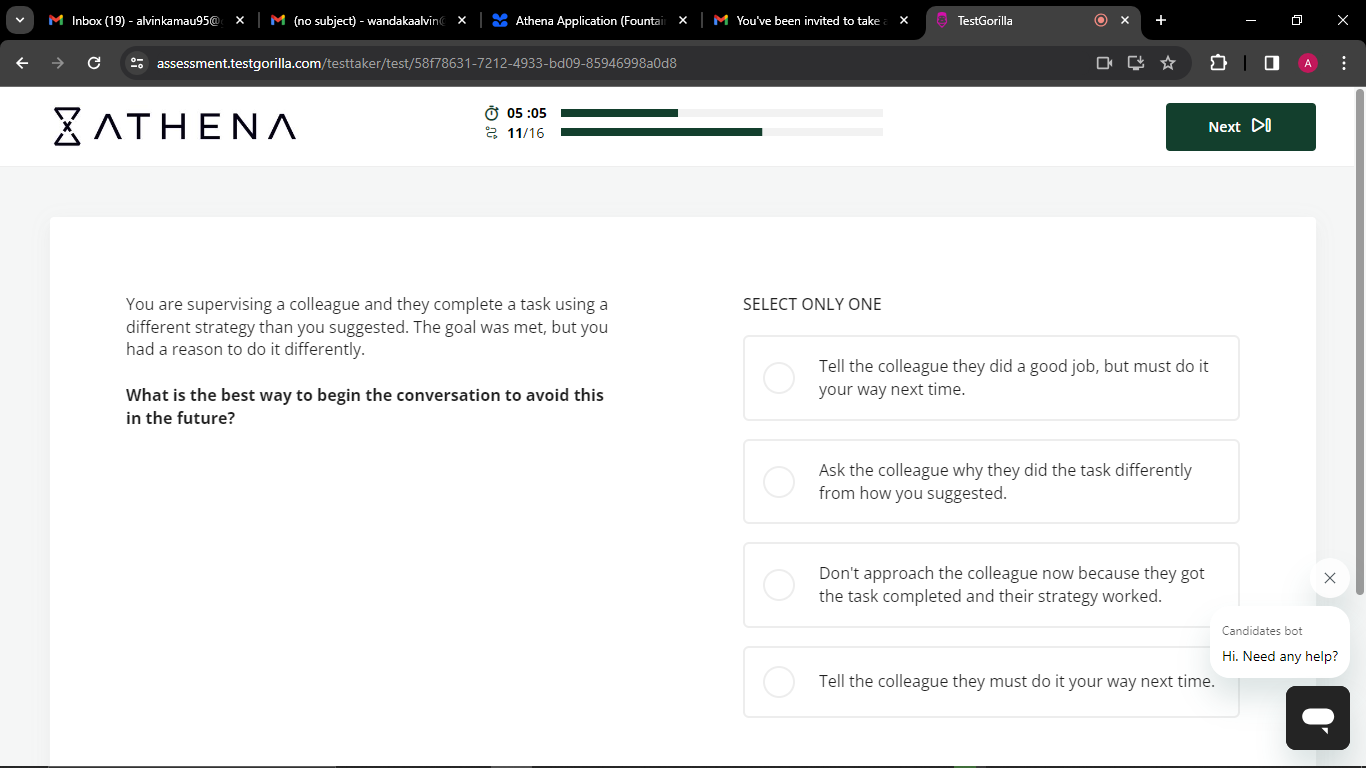 Inbox (19) - alvinkamau95@
(no subject) - wandakaalvin@
Athena Application (Fountai
You've been invited to take a
TestGorilla
assessment.testgorilla.com/testtaker/test/58f78631-7212-4933-bd09-85946998a0d8
A
ATHENA
05 :05
11/16
Next
You are supervising a colleague and they complete a task using a
different strategy than you suggested. The goal was met, but you
had a reason to do it differently.
What is the best way to begin the conversation to avoid this
in the future?
SELECT ONLY ONE
Tell the colleague they did a good job, but must do it
your way next time.
Ask the colleague why they did the task differently
from how you suggested.
Don't approach the colleague now because they got
the task completed and their strategy worked.
Tell the colleague they must do it your way next time.
Candidates bot
Hi. Need any help?